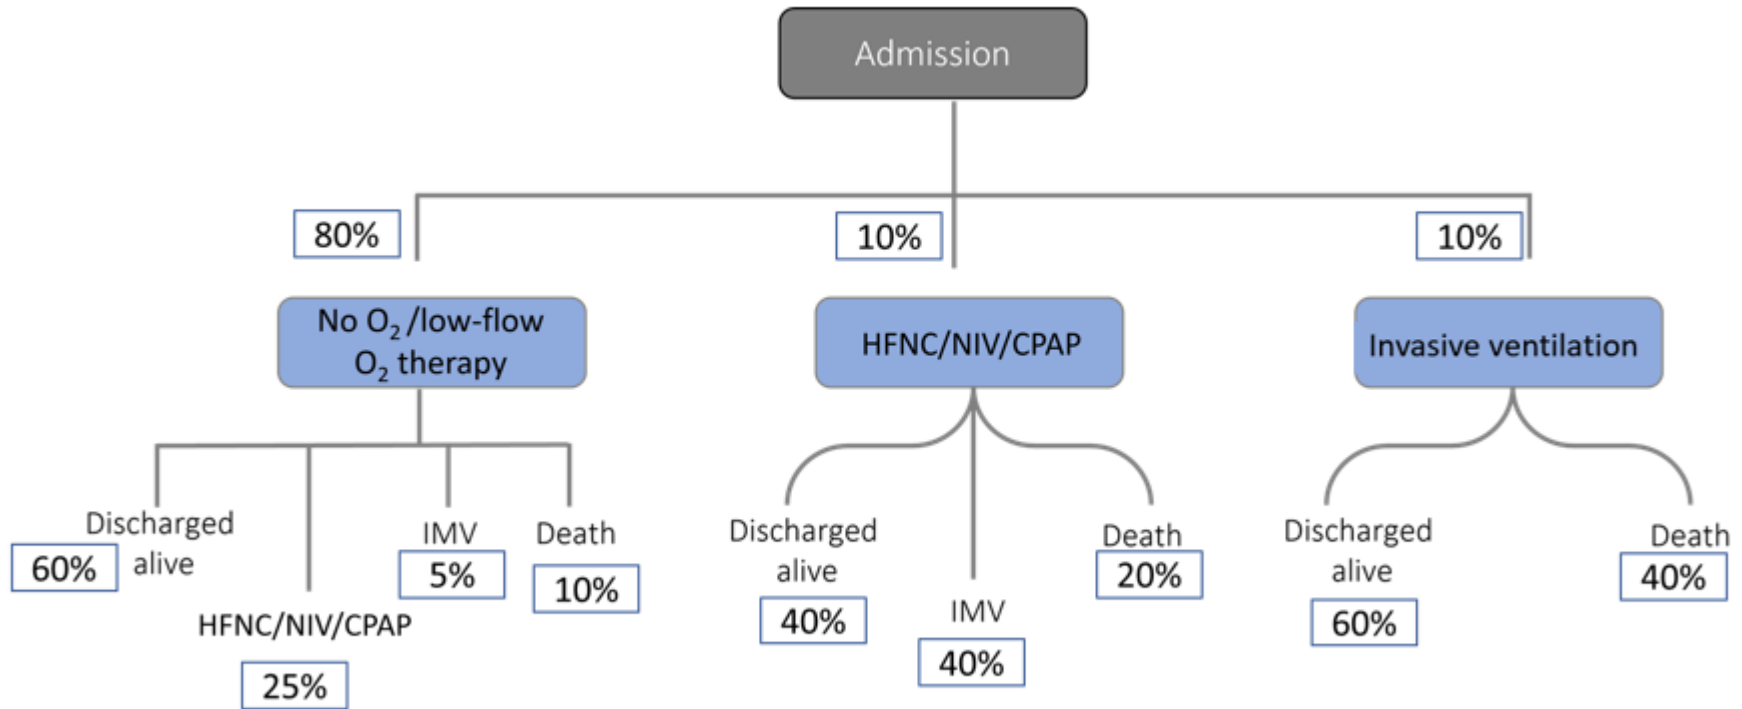 Admission
80%
10%
10%
No O₂ /low-flow
O₂ therapy
HFNC/NIV/CPAP
Invasive ventilation
Discharged
alive
60%
HFNC/NIV/CPAP
25%
IMV
5%
Death
10%
Discharged
alive
40%
IMV
40%
Death
20%
Discharged
alive
60%
Death
40%